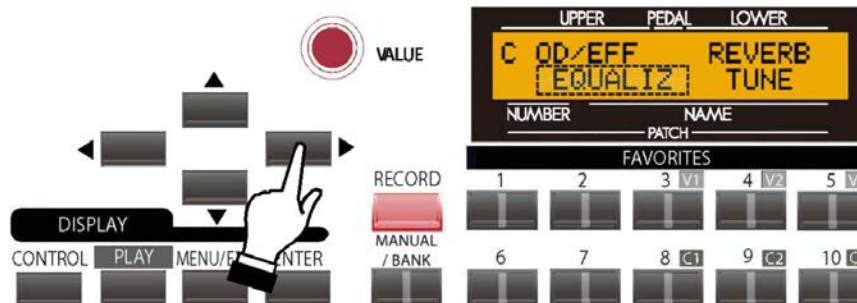 UPPER PEDAL LOWER
C OD/EFF REVERB
EQUALIZ TUNE
NUMBER NAME
PATCH
VALUE
FAVORITES
RECORD
1 2 3 V1 4 V2 5
DISPLAY
CONTROL PLAY
MANUAL
/ BANK
6 7 8 C1 9 C2 10